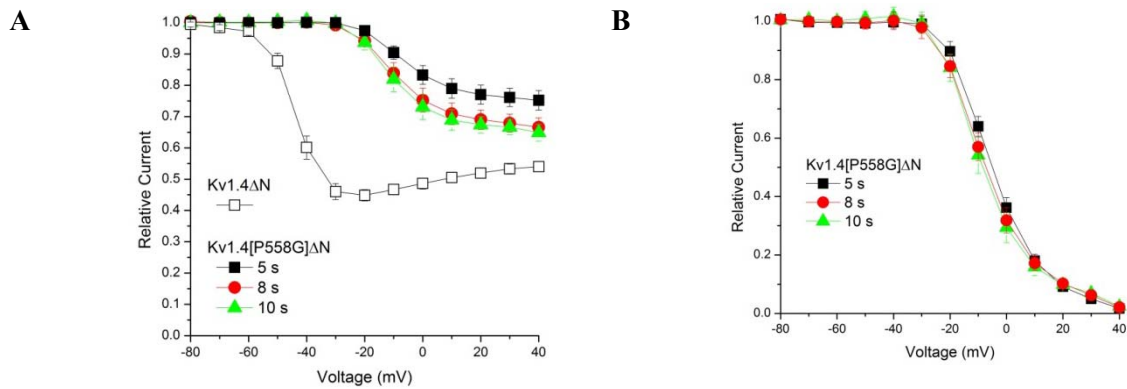 A
1.0
0.9
0.8
0.7
0.6
0.5
0.4
0.3
0.2
0.1
0.0
Relative Current
Kv1.4ΔN
Kv1.4[P558G]ΔN
5 s
8 s
10 s
-80 -60 -40 -20 0 20 40
Voltage (mV)
B
1.0
0.8
0.6
0.4
0.2
0.0
Relative Current
Kv1.4[P558G]ΔN
5 s
8 s
10 s
-80 -60 -40 -20 0 20 40
Voltage (mV)